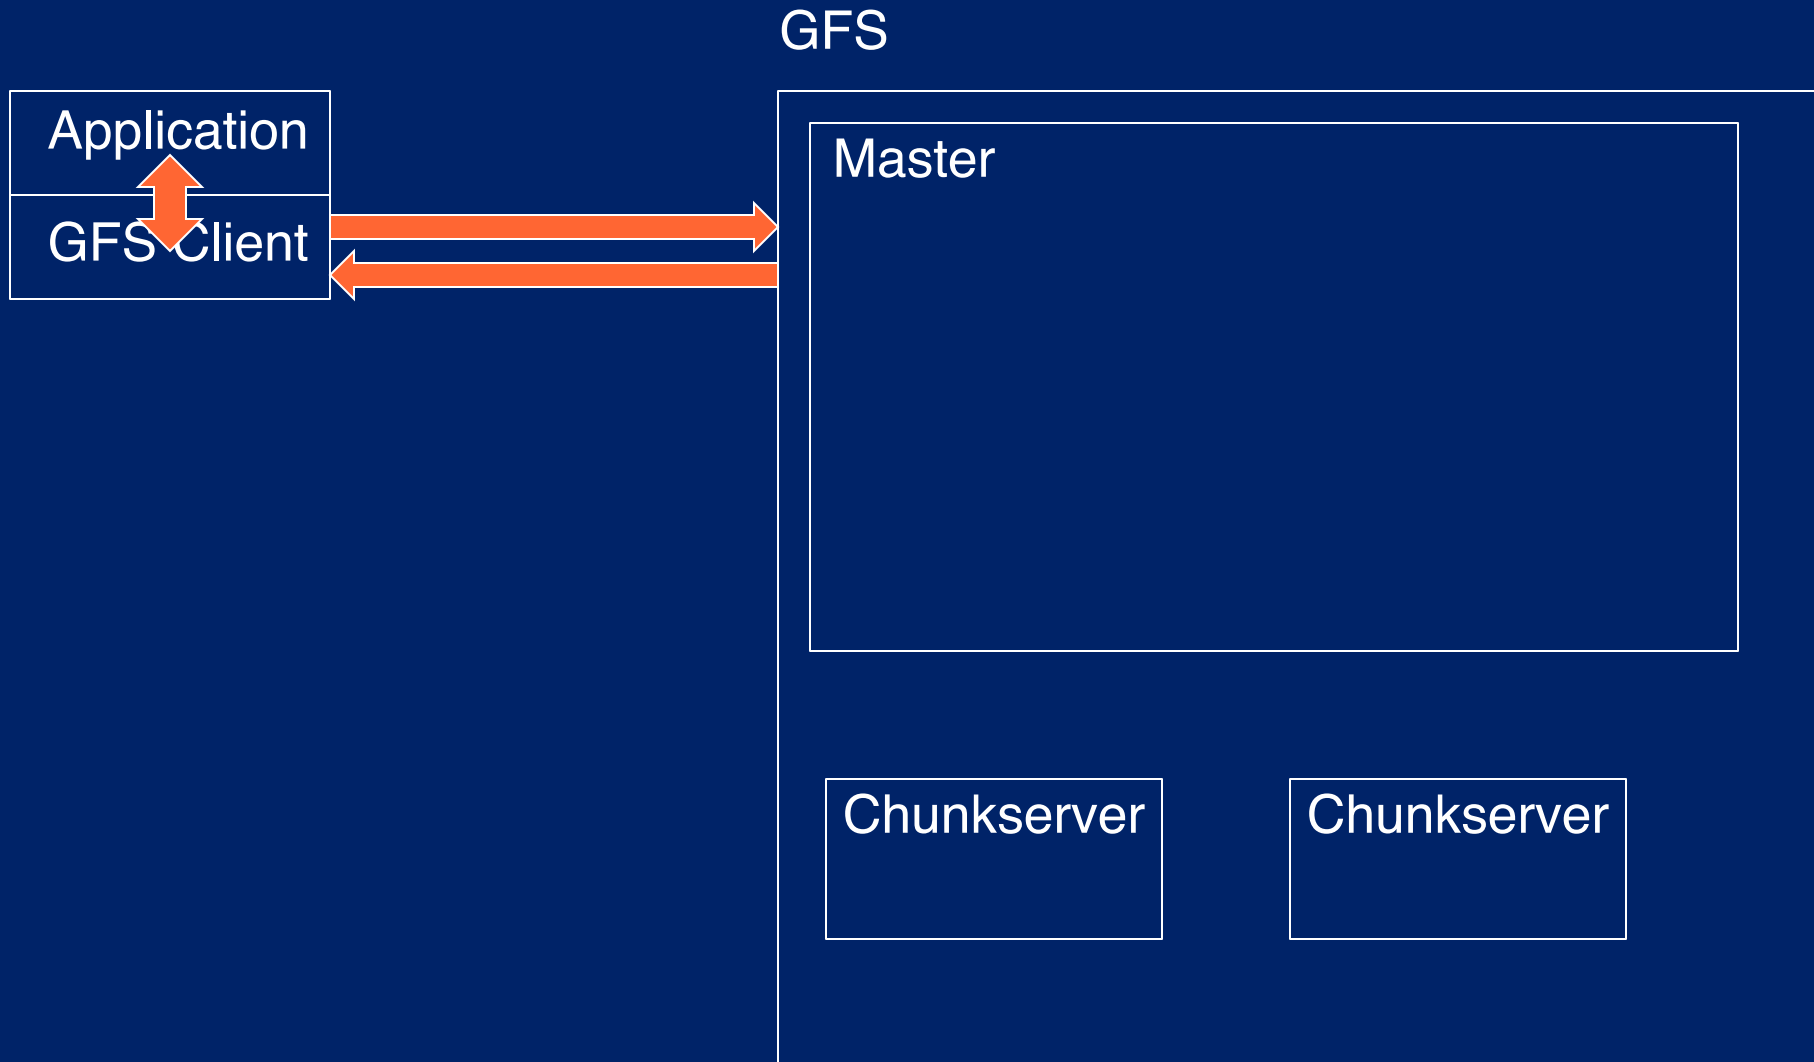 GFS
Application
GFS Client
Master
Chunkserver
Chunkserver